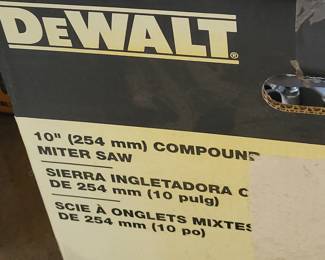 DEWALT®
10" (254 mm) COMPOUND
MITER SAW
SIERRA INGLETADORA C
DE 254 mm (10 pulg)
SCIE À ONGLETS MIXTES
DE 254 mm (10 po)